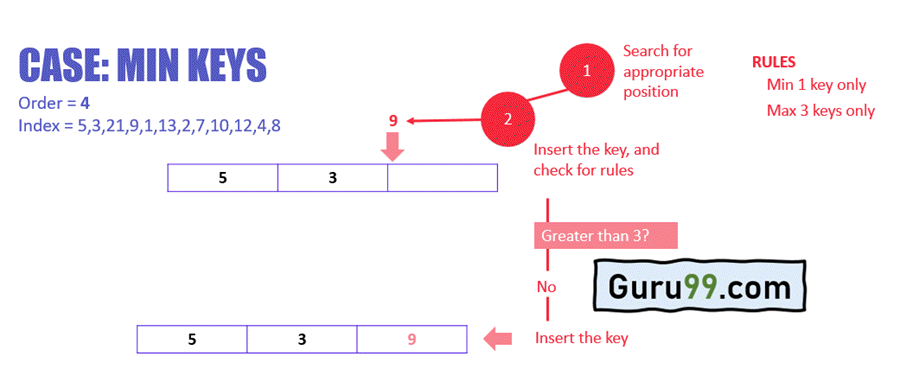 CASE: MIN KEYS
Order = 4
Index = 5,3,21,9,1,13,2,7,10,12,4,8
1
Search for
appropriate
position
RULES
Min 1 key only
Max 3 keys only
9
2
Insert the key, and
check for rules
5 3
Greater than 3?
No
Guru99.com
5 3 9
Insert the key